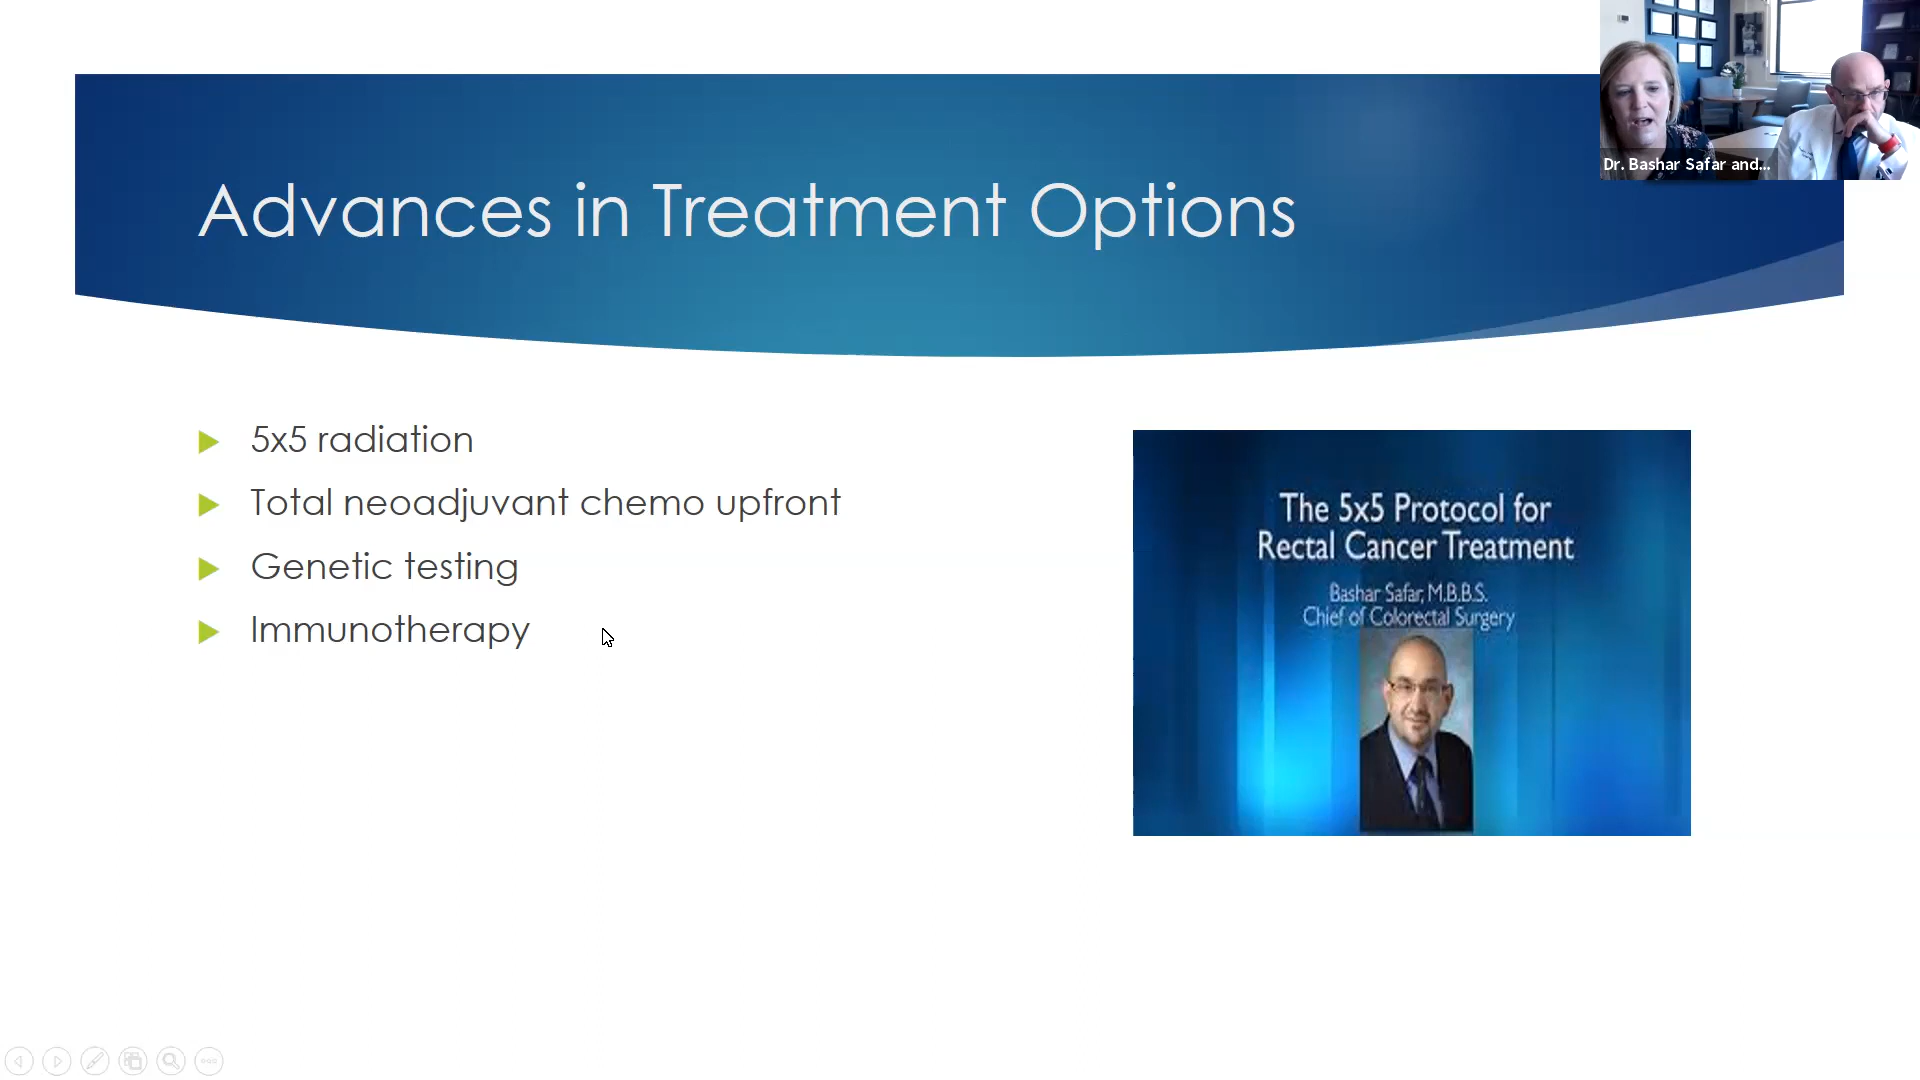 Dr. Bashar Safar and...
Advances in Treatment Options
5x5 radiation
Total neoadjuvant chemo upfront
Genetic testing
Immunotherapy
The 5x5 Protocol for
Rectal Cancer Treatment
Bashar Safar, M.B.B.S.
Chief of Colorectal Surgery